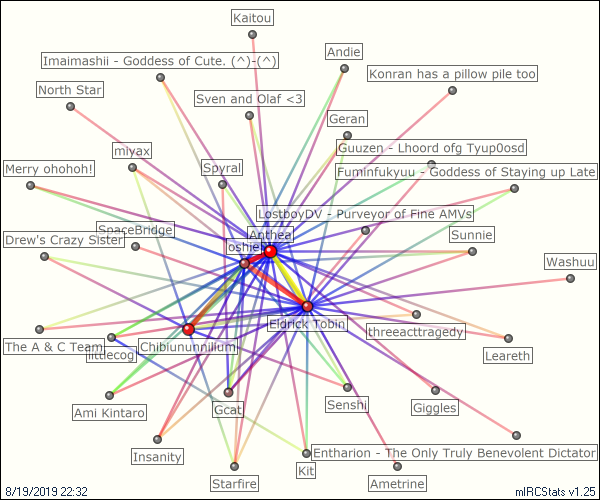 Kaitou
Andie
Imaimashii - Goddess of Cute. (^)-(^)
Konran has a pillow pile too
North Star
Sven and Olaf <3
Geran
Guuzen - Lhoord ofg Tyup0osd
miyax
Spyral
Merry ohohoh!
Fuminfukyuu - Goddess of Staying up Late
LostboyDV - Purveyor of Fine AMVs
SpaceBridge
Anthea
Sunnie
Drew's Crazy Sister
oshie
Washuu
Eldrick Tobin
threeacttragedy
The A & C Team
littlecog
Chibiununnilium
Leareth
Ami Kintaro
Gcat
Senshi
Giggles
Insanity
Entharion - The Only Truly Benevolent Dictator
Starfire
Kit
Ametrine
8/19/2019 22:32
mIRCStats v1.25